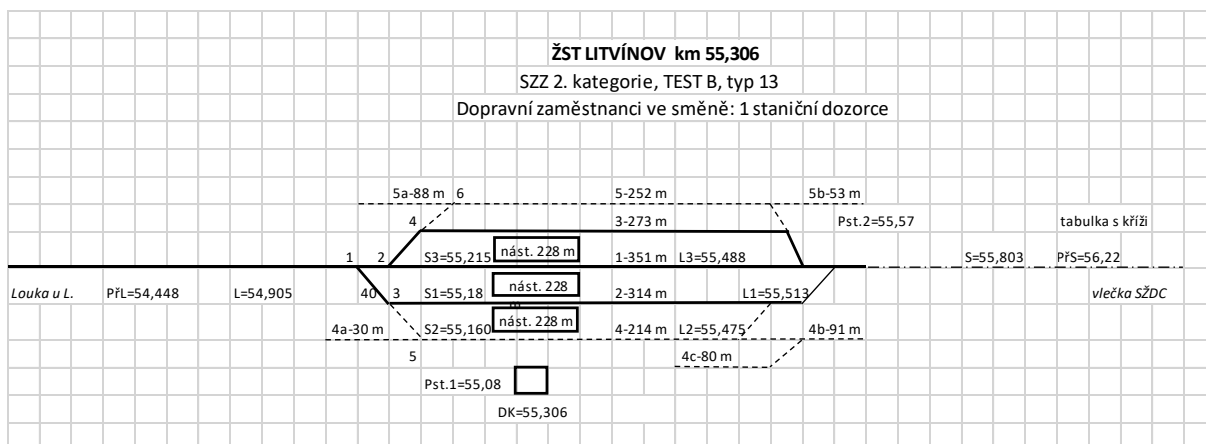 ŽST LITVÍNOV km 55,306
SZZ 2. kategorie, TEST B, typ 13
Dopravní zaměstnanci ve směně: 1 staniční dozorce
5a-88 m 6 5-252 m 5b-53 m
4 3-273 m Pst.2=55,57 tabulka s kříži
1 2 S3=55,215 nást. 228 m 1-351 m L3=55,488 S=55,803 PřS=56,22
Louka u L. PřL=54,448 L=54,905 40 3 S1=55,18 nást. 228 2-314 m L1=55,513 vlečka SŽDC
4a-30 m S2=55,160 nást. 228 m 4-214 m L2=55,475 4b-91 m
5 4c-80 m
Pst.1=55,08
DK=55,306